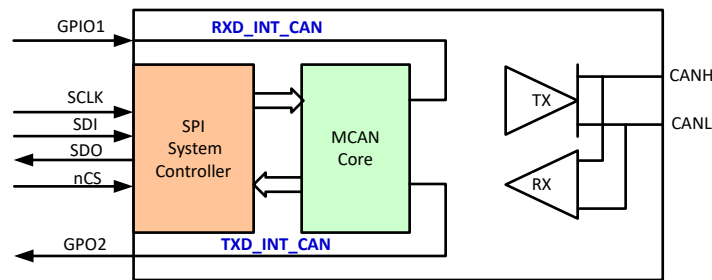 GPIO1
RXD_INT_CAN
SCLK
SDI
SDO
nCS
SPI
System
Controller
MCAN
Core
TX
RX
CANH
CANL
GPO2
TXD_INT_CAN